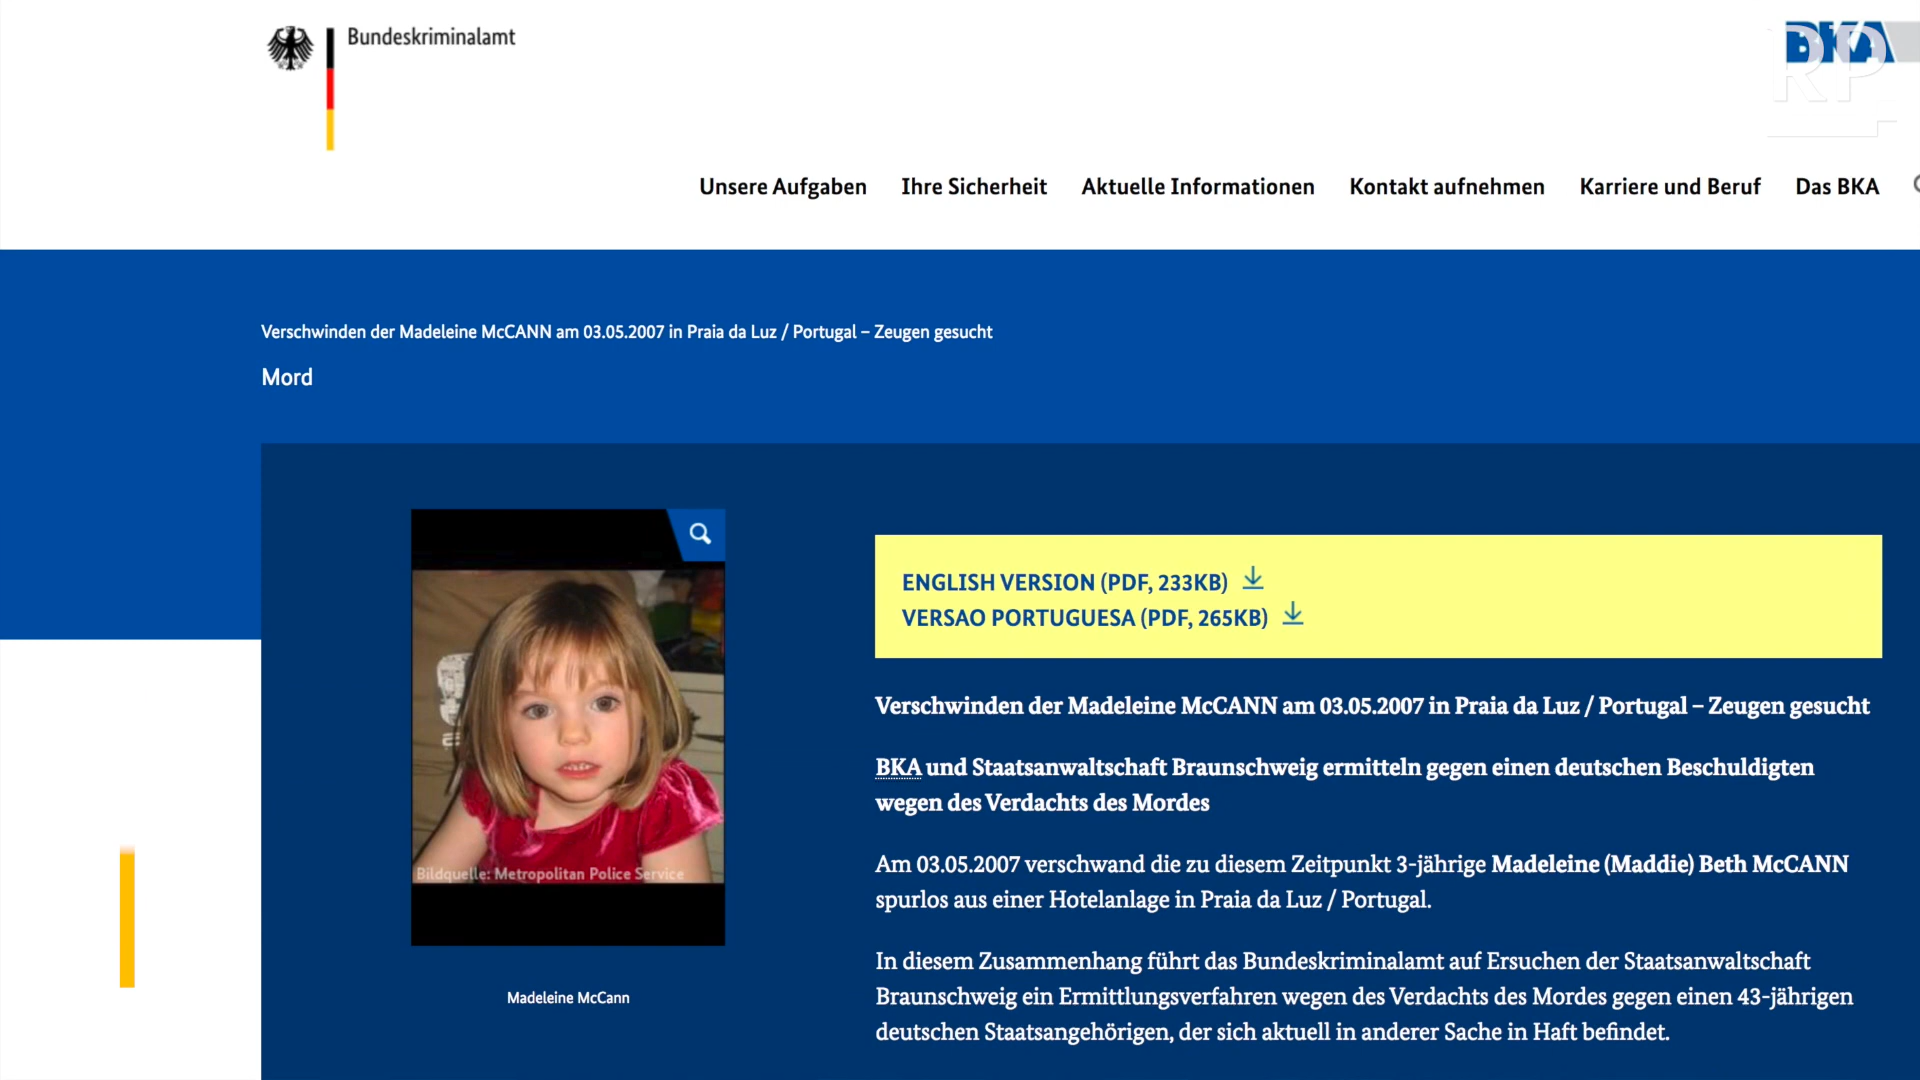 Bundeskriminalamt
BKA
RP
Unsere Aufgaben Ihre Sicherheit Aktuelle Informationen Kontakt aufnehmen Karriere und Beruf Das BKA
Verschwinden der Madeleine McCANN am 03.05.2007 in Praia da Luz / Portugal – Zeugen gesucht
Mord
Bildquelle: Metropolitan Police Service
Madeleine McCann
ENGLISH VERSION (PDF, 233KB)
VERSAO PORTUGUESA (PDF, 265KB)
Verschwinden der Madeleine McCANN am 03.05.2007 in Praia da Luz / Portugal – Zeugen gesucht
BKA und Staatsanwaltschaft Braunschweig ermitteln gegen einen deutschen Beschuldigten
wegen des Verdachts des Mordes
Am 03.05.2007 verschwand die zu diesem Zeitpunkt 3-jährige Madeleine (Maddie) Beth McCANN
spurlos aus einer Hotelanlage in Praia da Luz / Portugal.
In diesem Zusammenhang führt das Bundeskriminalamt auf Ersuchen der Staatsanwaltschaft
Braunschweig ein Ermittlungsverfahren wegen des Verdachts des Mordes gegen einen 43-jährigen
deutschen Staatsangehörigen, der sich aktuell in anderer Sache in Haft befindet.